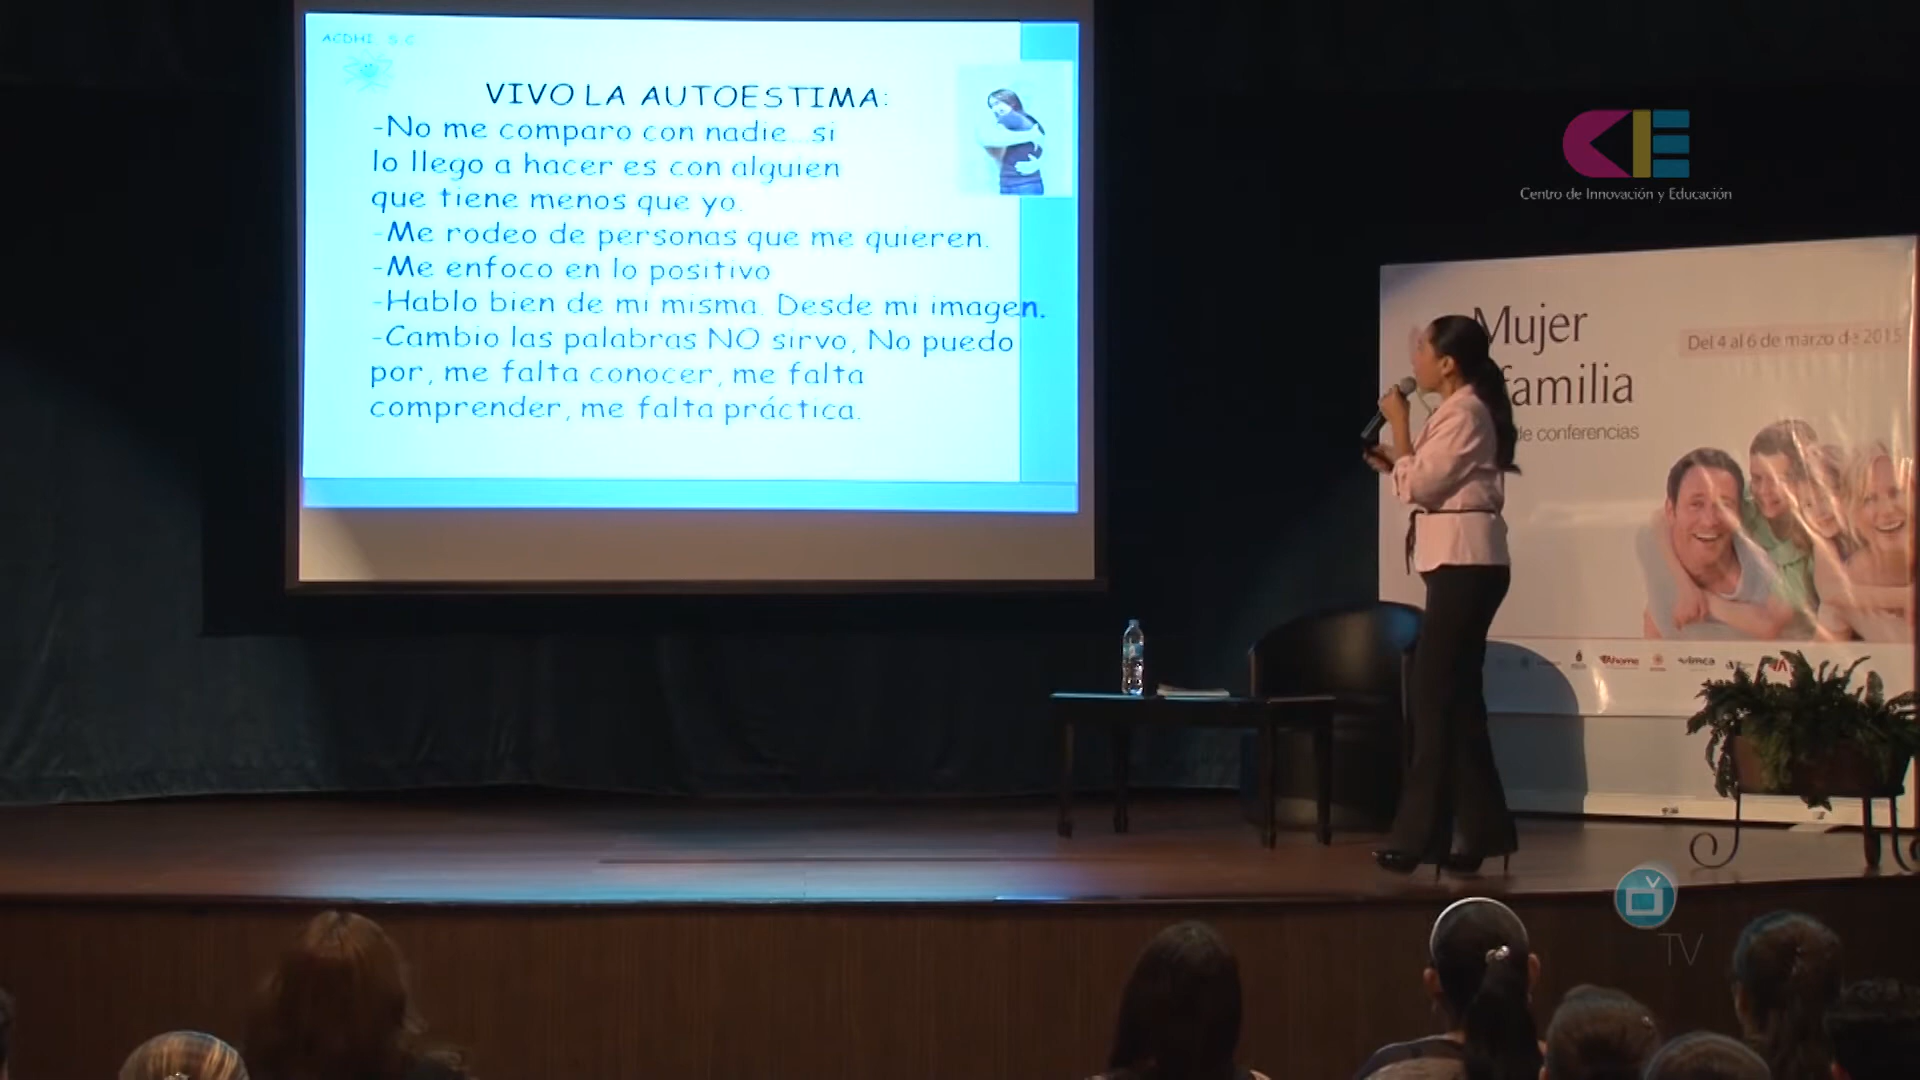 ACDHI S.C
VIVO LA AUTOESTIMA:
-No me comparo con nadie...si
lo llego a hacer es con alguien
que tiene menos que yo.
-Me rodeo de personas que me quieren.
-Me enfoco en lo positivo
-Hablo bien de mi misma. Desde mi imagen.
-Cambio las palabras NO sirvo, No puedo
por, me falta conocer, me falta
comprender, me falta práctica.
CIE
Centro de Innovación y Educación
Mujer
familia
de conferencias
Del 4 al 6 de marzo de 2015
Ahome
imca
TV